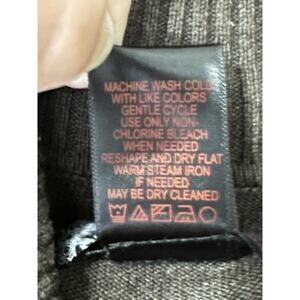 MACHINE WASH COLD
WITH LIKE COLORS
GENTLE CYCLE
USE ONLY NON-
CHLORINE BLEACH
WHEN NEEDED
RESHAPE AND DRY FLAT
WARM STEAM IRON
IF NEEDED
MAY BE DRY CLEANED